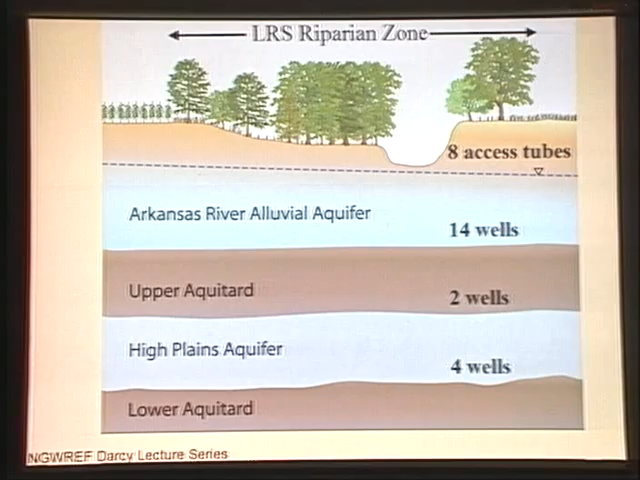 LRS Riparian Zone
8 access tubes
Arkansas River Alluvial Aquifer
14 wells
Upper Aquitard
2 wells
High Plains Aquifer
4 wells
Lower Aquitard
NGWREF Darcy Lecture Series